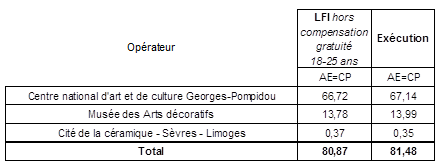 Opérateur
LFI hors
compensation
gratuité
18-25 ans
Exécution
AE=CP AE=CP
Centre national d'art et de culture Georges-Pompidou 66,72 67,14
Musée des Arts décoratifs 13,78 13,99
Cité de la céramique - Sèvres - Limoges 0,37 0,35
Total 80,87 81,48